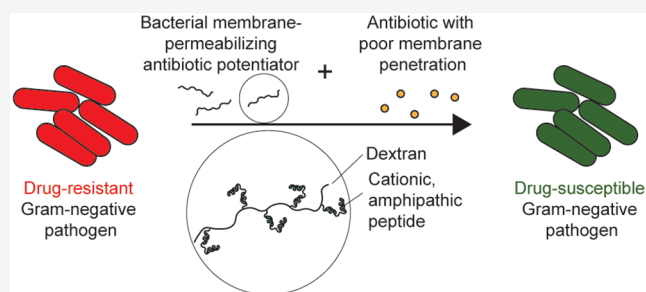 Bacterial membrane-
permeabilizing
antibiotic potentiator
+
Antibiotic with
poor membrane
penetration
Drug-resistant
Gram-negative
pathogen
Dextran
Cationic,
amphipathic
peptide
Drug-susceptible
Gram-negative
pathogen